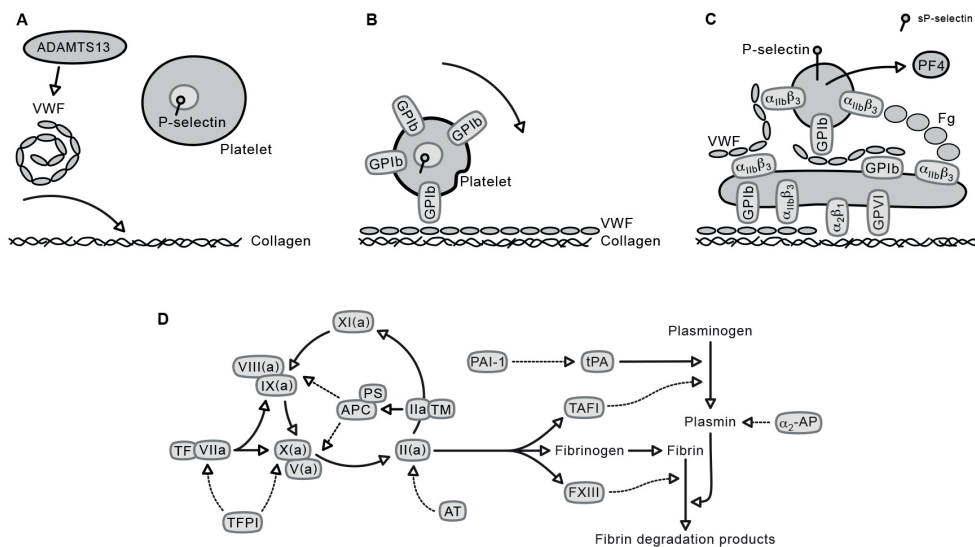 A
ADAMTS13
VWF
P-selectin
Platelet
Collagen
B
GPIb
GPIb
GPIb
GPIb
Platelet
VWF
Collagen
C
sP-selectin
P-selectin
PF4
αIIbβ3
αIIbβ3
Fg
GPIb
VWF
αIIbβ3
GPIb
αIIbβ3
GPIb
αIIbβ3
α2β1
GPVI
D
XI(a)
Plasminogen
VIII(a)
IX(a)
PAI-1
tPA
PS
APC
IIa
TM
TAFI
Plasmin
α2-AP
TF
VIIa
X(a)
V(a)
II(a)
Fibrinogen
Fibrin
FXIII
TFPI
AT
Fibrin degradation products